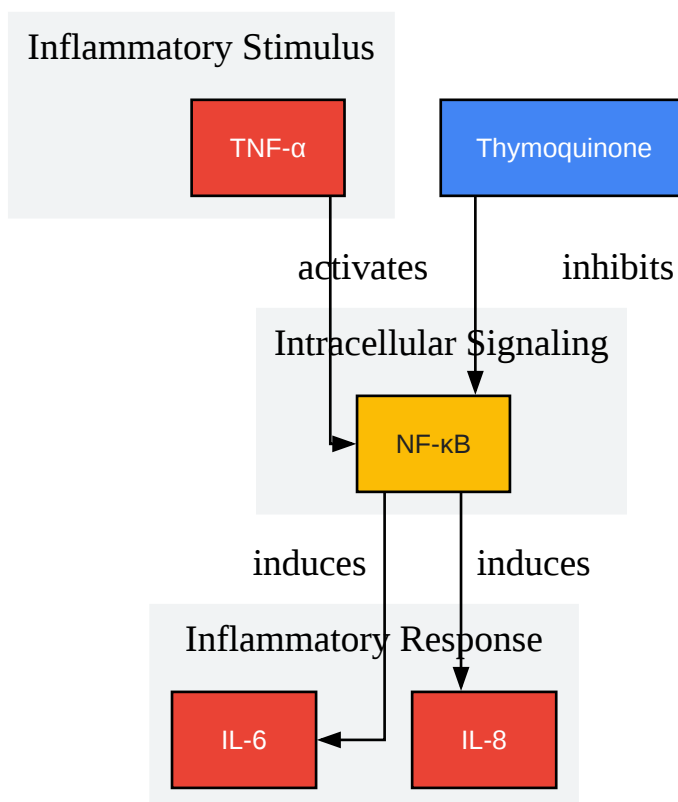 Inflammatory Stimulus
TNF-α
Thymoquinone
activates
inhibits
Intracellular Signaling
NF-κB
induces
induces
Inflammatory Response
IL-6
IL-8